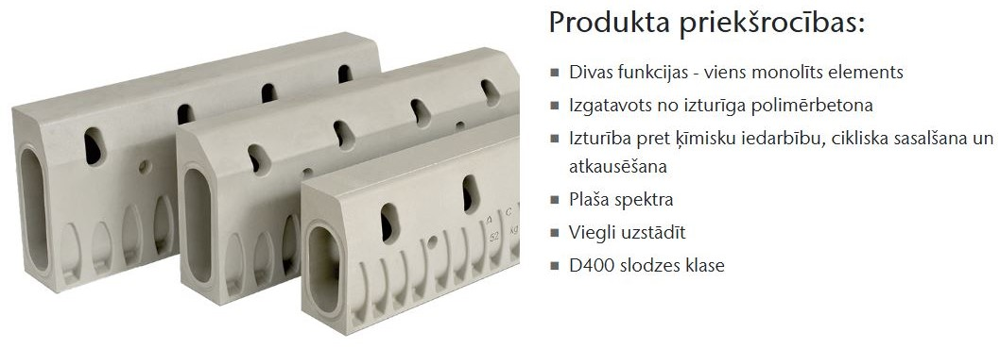 Produkta priekšrocības:
Divas funkcijas - viens monolīts elements
Izgatavots no izturīga polimērbetona
Izturība pret ķīmisku iedarbību, cikliska sasalšana un
atkausēšana
Plaša spektra
Viegli uzstādīt
D400 slodzes klase
A C
52 kg